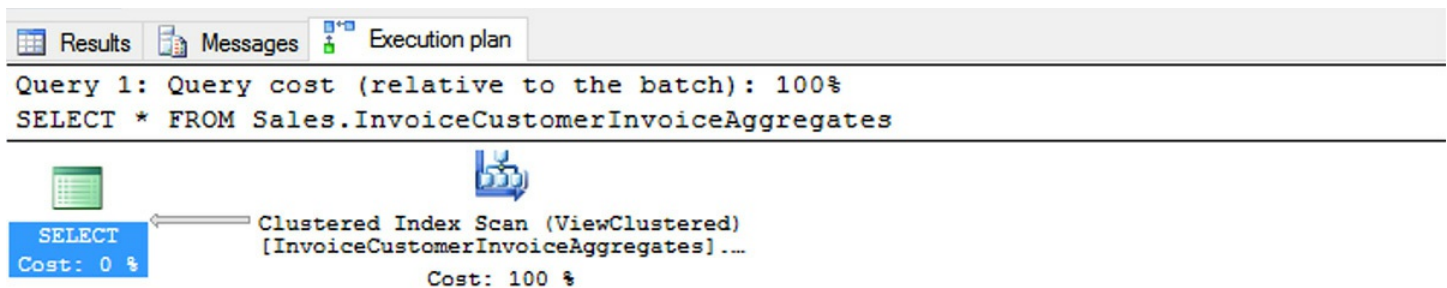 Results Messages Execution plan
Query 1: Query cost (relative to the batch): 100%
SELECT * FROM Sales.InvoiceCustomerInvoiceAggregates
Clustered Index Scan (ViewClustered)
[InvoiceCustomerInvoiceAggregates].…
Cost: 100 %
SELECT
Cost: 0 %